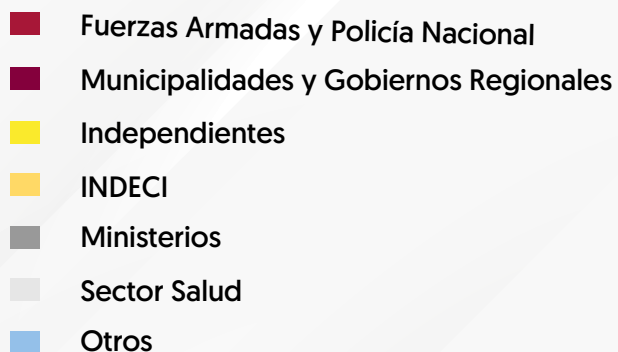 Fuerzas Armadas y Policía Nacional
Municipalidades y Gobiernos Regionales
Independientes
INDECI
Ministerios
Sector Salud
Otros